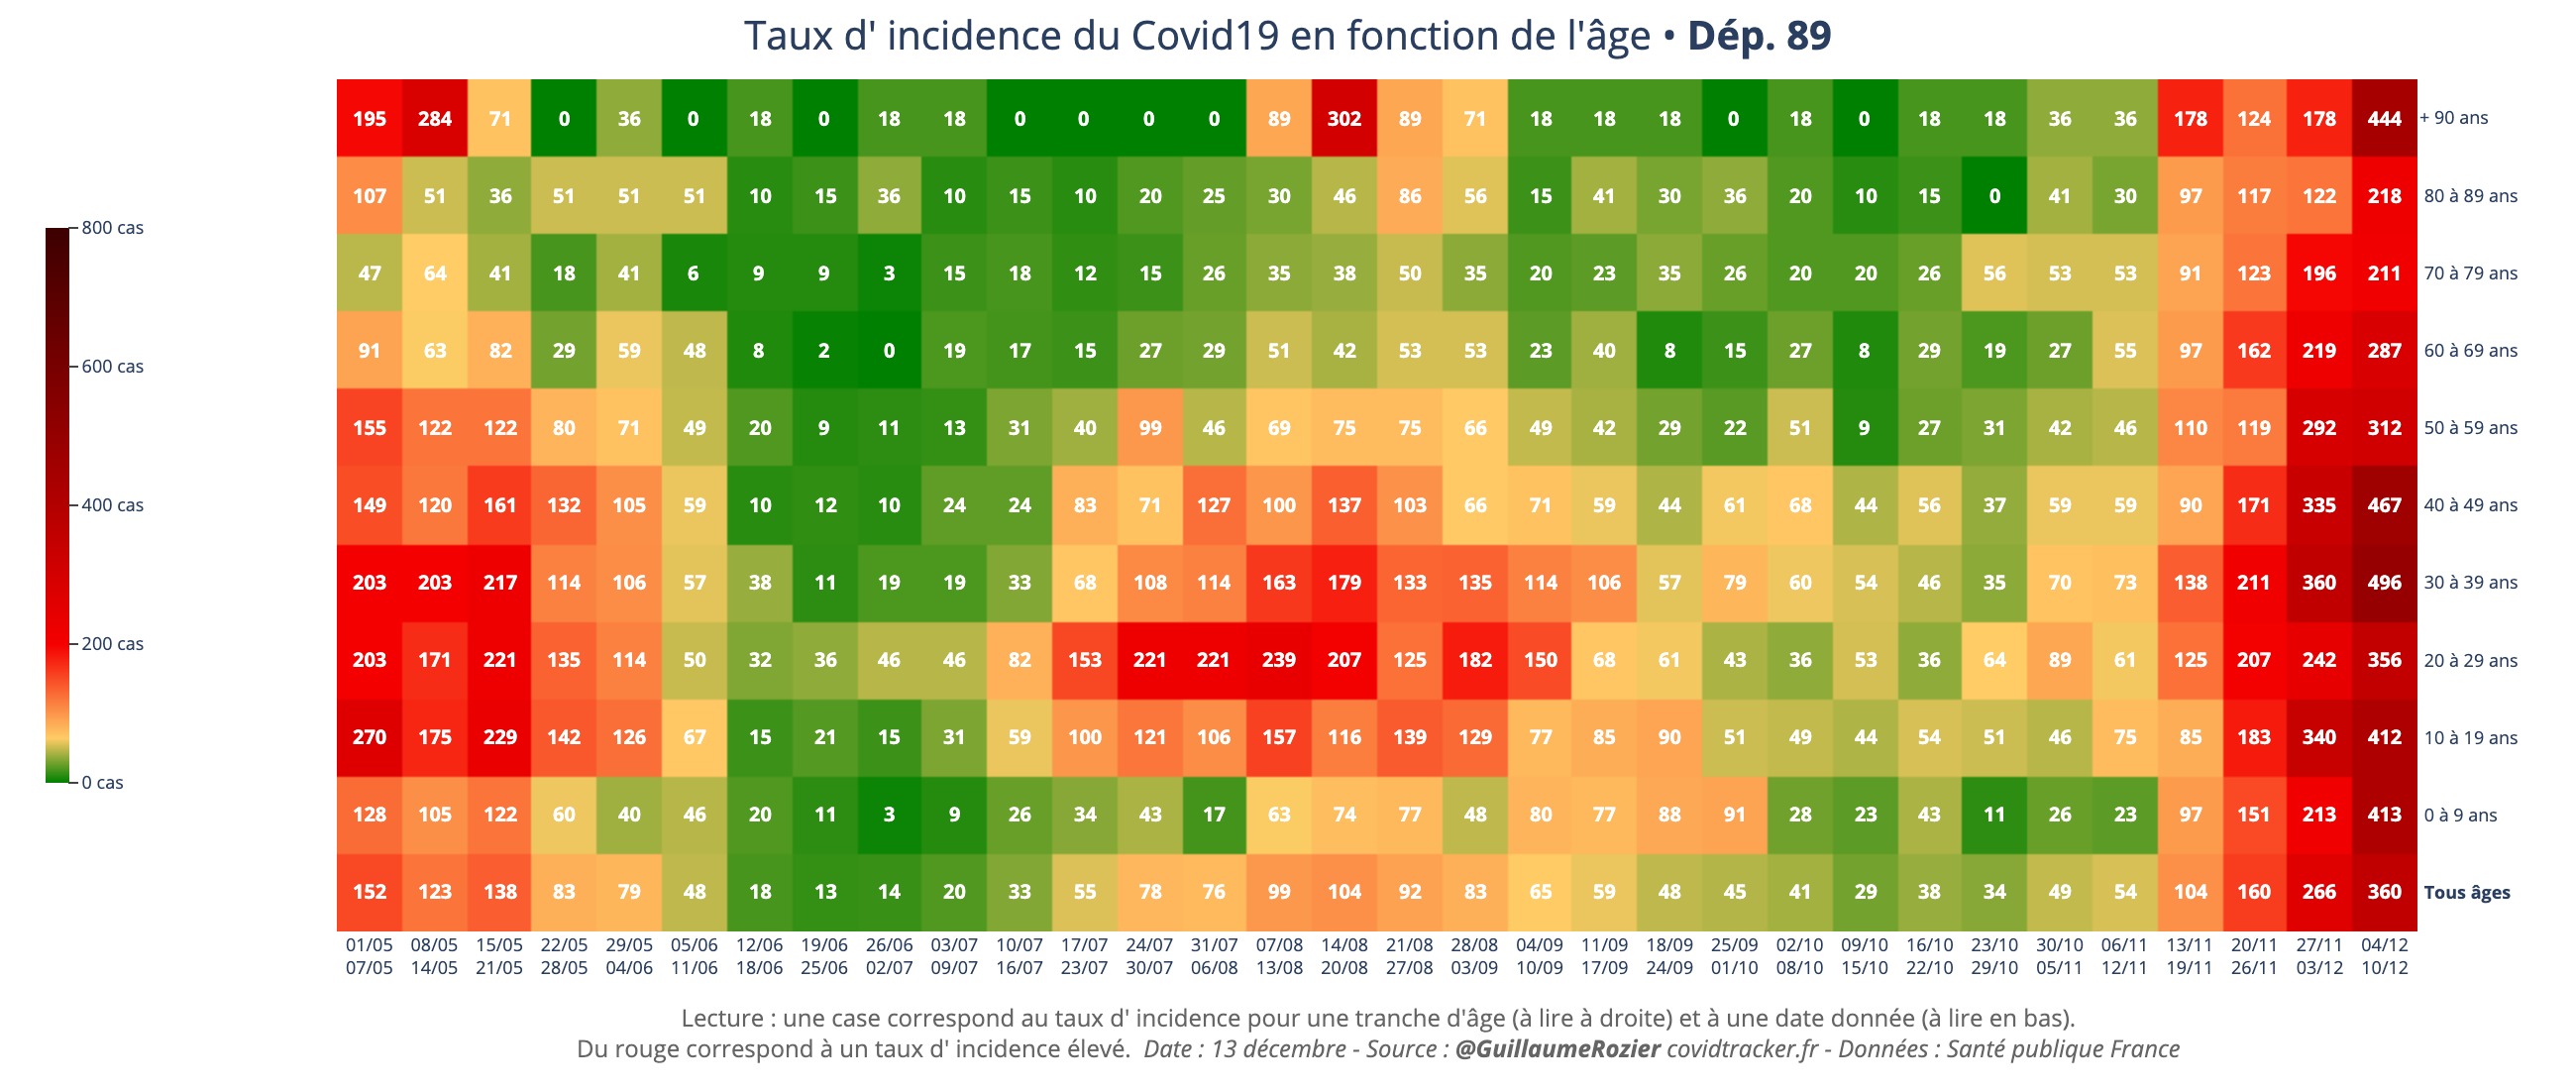 Taux d' incidence du Covid19 en fonction de l'âge • Dép. 89
195 284 71 0 36 0 18 0 18 18 0 0 0 0 89 302 89 71 18 18 18 0 18 0 18 18 36 36 178 124 178 444 + 90 ans
107 51 36 51 51 51 10 15 36 10 15 10 20 25 30 46 86 56 15 41 30 36 20 10 15 0 41 30 97 117 122 218 80 à 89 ans
800 cas
47 64 41 18 41 6 9 9 3 15 18 12 15 26 35 38 50 35 20 23 35 26 20 20 26 56 53 53 91 123 196 211 70 à 79 ans
91 63 82 29 59 48 8 2 0 19 17 15 27 29 51 42 53 53 23 40 8 15 27 8 29 19 27 55 97 162 219 287 60 à 69 ans
600 cas
155 122 122 80 71 49 20 9 11 13 31 40 99 46 69 75 75 66 49 42 29 22 51 9 27 31 42 46 110 119 292 312 50 à 59 ans
400 cas
149 120 161 132 105 59 10 12 10 24 24 83 71 127 100 137 103 66 71 59 44 61 68 44 56 37 59 59 90 171 335 467 40 à 49 ans
203 203 217 114 106 57 38 11 19 19 33 68 108 114 163 179 133 135 114 106 57 79 60 54 46 35 70 73 138 211 360 496 30 à 39 ans
200 cas
203 171 221 135 114 50 32 36 46 46 82 153 221 221 239 207 125 182 150 68 61 43 36 53 36 64 89 61 125 207 242 356 20 à 29 ans
270 175 229 142 126 67 15 21 15 31 59 100 121 106 157 116 139 129 77 85 90 51 49 44 54 51 46 75 85 183 340 412 10 à 19 ans
0 cas
128 105 122 60 40 46 20 11 3 9 26 34 43 17 63 74 77 48 80 77 88 91 28 23 43 11 26 23 97 151 213 413 0 à 9 ans
152 123 138 83 79 48 18 13 14 20 33 55 78 76 99 104 92 83 65 59 48 45 41 29 38 34 49 54 104 160 266 360 Tous âges
01/05 08/05 15/05 22/05 29/05 05/06 12/06 19/06 26/06 03/07 10/07 17/07 24/07 31/07 07/08 14/08 21/08 28/08 04/09 11/09 18/09 25/09 02/10 09/10 16/10 23/10 30/10 06/11 13/11 20/11 27/11 04/12
07/05 14/05 21/05 28/05 04/06 11/06 18/06 25/06 02/07 09/07 16/07 23/07 30/07 06/08 13/08 20/08 27/08 03/09 10/09 17/09 24/09 01/10 08/10 15/10 22/10 29/10 05/11 12/11 19/11 26/11 03/12 10/12
Lecture : une case correspond au taux d' incidence pour une tranche d'âge (à lire à droite) et à une date donnée (à lire en bas).
Du rouge correspond à un taux d' incidence élevé. Date : 13 décembre - Source : @GuillaumeRozier covidtracker.fr - Données : Santé publique France